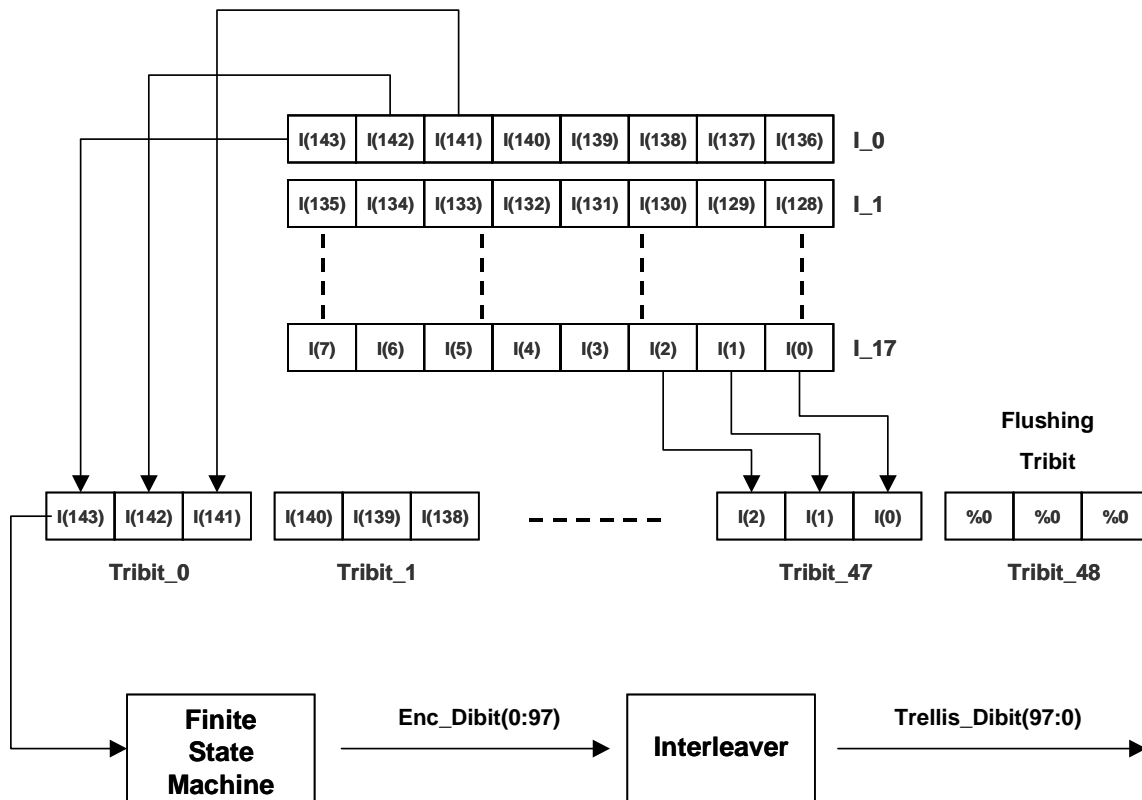 I(143) I(142) I(141) I(140) I(139) I(138) I(137) I(136) I_0
I(135) I(134) I(133) I(132) I(131) I(130) I(129) I(128) I_1
I(7) I(6) I(5) I(4) I(3) I(2) I(1) I(0) I_17
Flushing
Tribit
I(143) I(142) I(141) I(140) I(139) I(138) I(2) I(1) I(0) %0 %0 %0
Tribit_0 Tribit_1 Tribit_47 Tribit_48
Enc_Dibit(0:97) Trellis_Dibit(97:0)
Finite
State
Machine
Interleaver